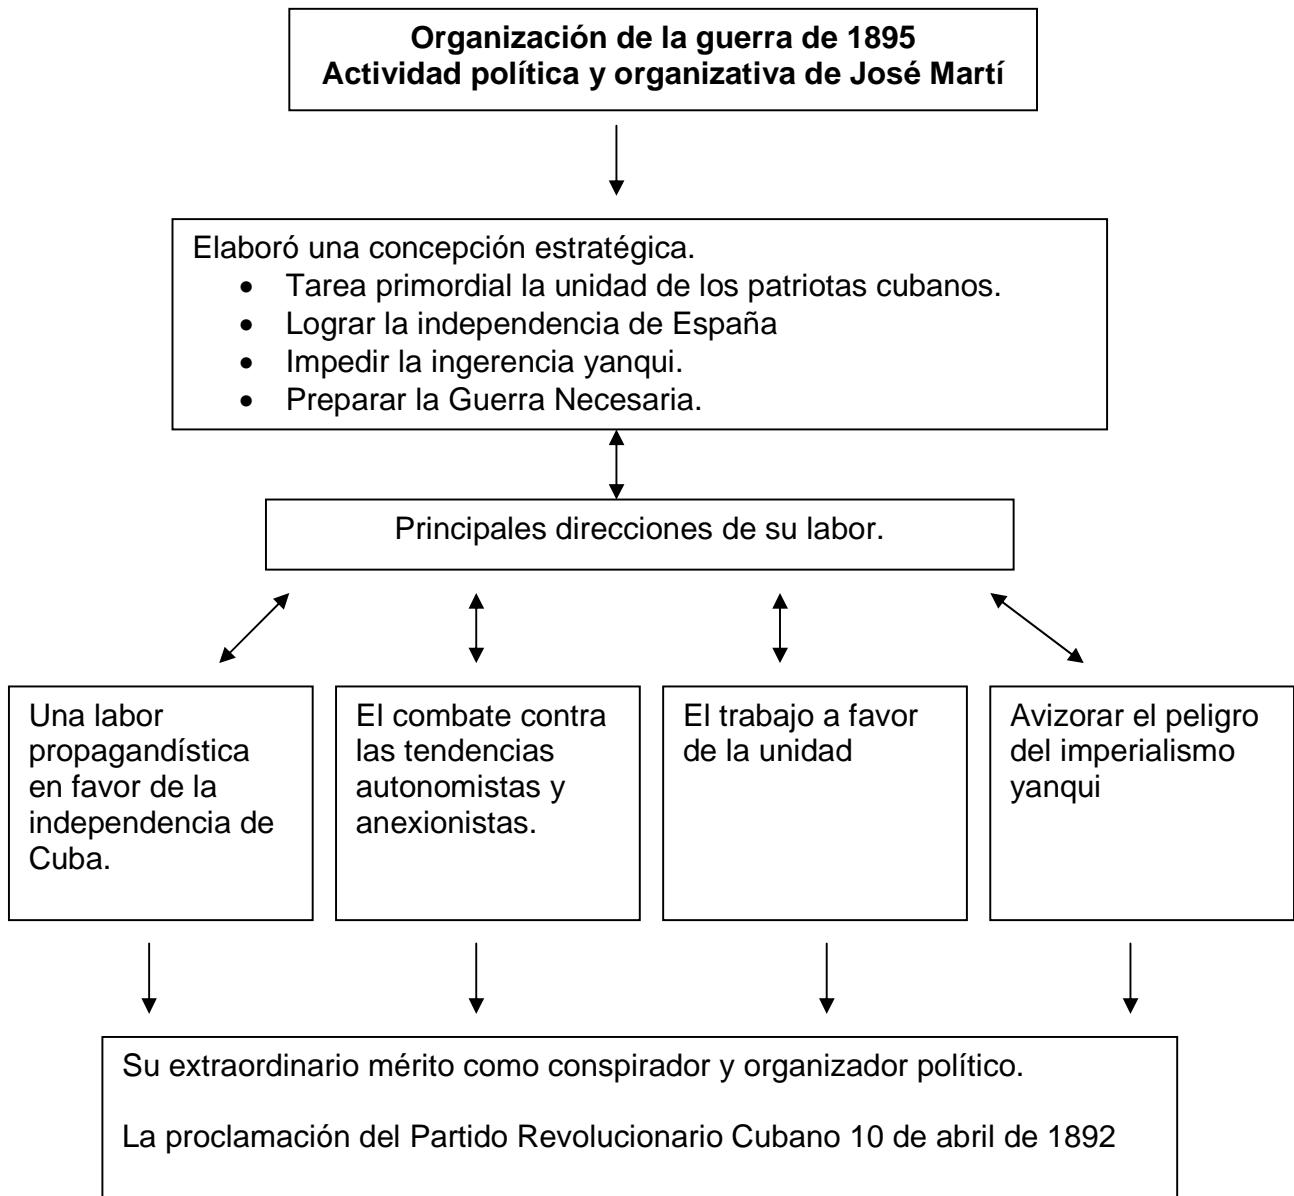 Organización de la guerra de 1895
Actividad política y organizativa de José Martí
Elaboró una concepción estratégica.
• Tarea primordial la unidad de los patriotas cubanos.
• Lograr la independencia de España
• Impedir la ingerencia yanqui.
• Preparar la Guerra Necesaria.
Principales direcciones de su labor.
Una labor
propagandística
en favor de la
independencia de
Cuba.
El combate contra
las tendencias
autonomistas y
anexionistas.
El trabajo a favor
de la unidad
Avizorar el peligro
del imperialismo
yanqui
Su extraordinario mérito como conspirador y organizador político.
La proclamación del Partido Revolucionario Cubano 10 de abril de 1892